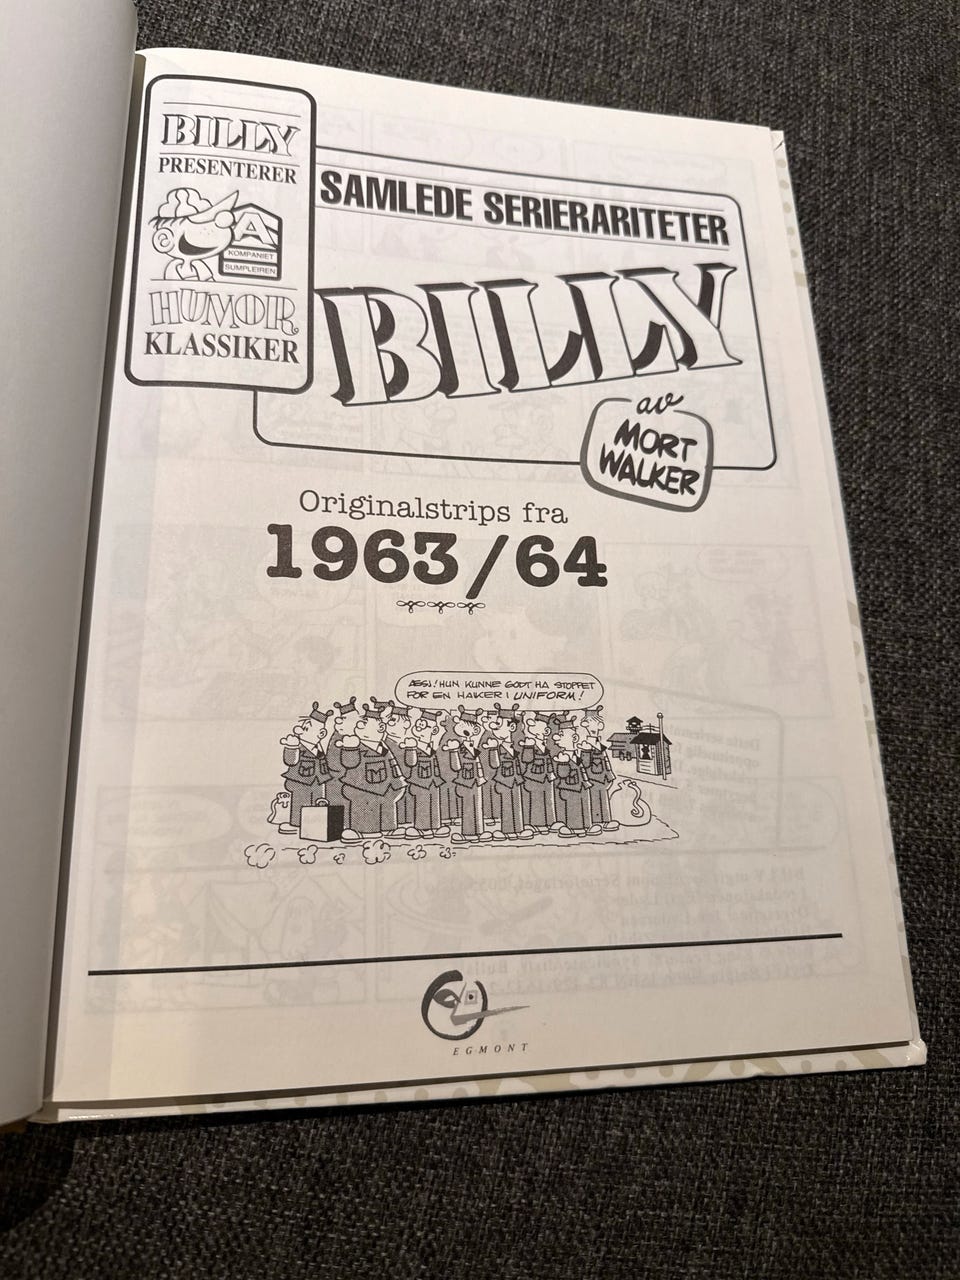 BILLY
PRESENTERER
A
KOMPANIET
SUMPLEIREN
HUMOR
KLASSIKER
SAMLEDE SERIERARITETER
BILLY
av
MORT
WALKER
Originalstrips fra
1963/64
ÆSJ! HUN KUNNE GODT HA STOPPET
FOR EN HAIKER I UNIFORM!
EGMONT